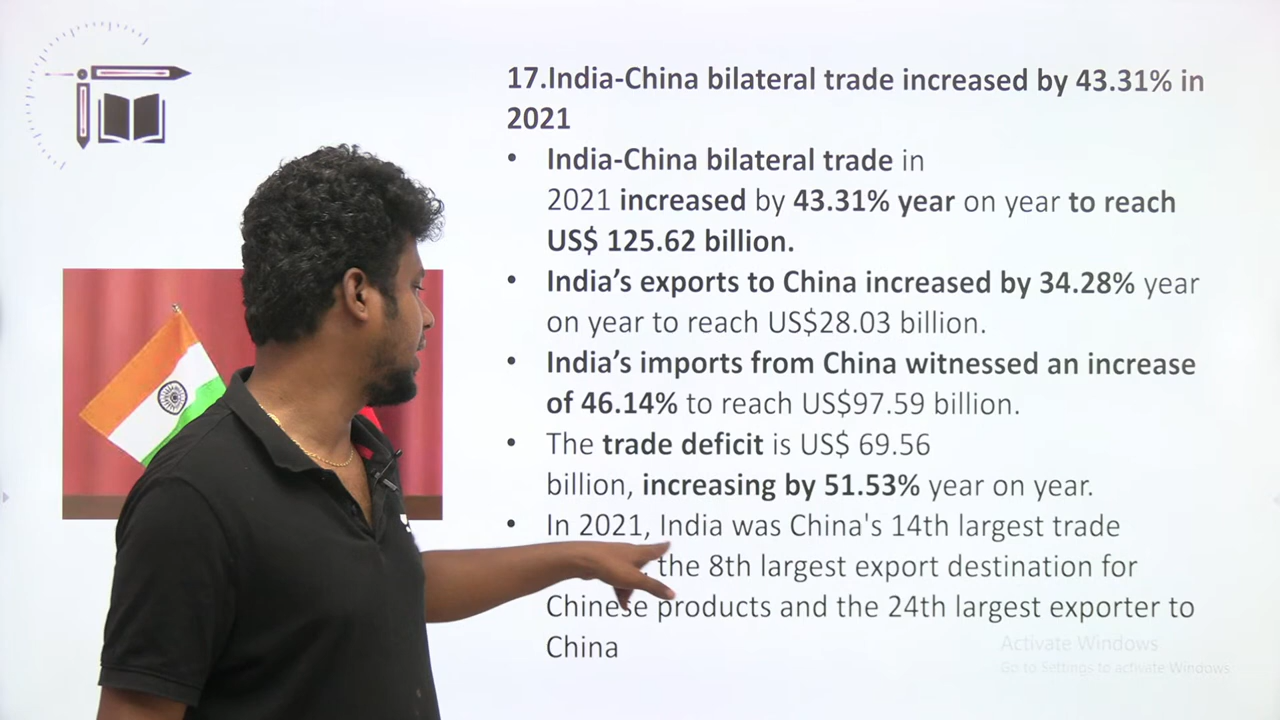 17.India-China bilateral trade increased by 43.31% in
2021
• India-China bilateral trade in
2021 increased by 43.31% year on year to reach
US$ 125.62 billion.
• India’s exports to China increased by 34.28% year
on year to reach US$28.03 billion.
• India’s imports from China witnessed an increase
of 46.14% to reach US$97.59 billion.
• The trade deficit is US$ 69.56
billion, increasing by 51.53% year on year.
• In 2021, India was China's 14th largest trade
the 8th largest export destination for
Chinese products and the 24th largest exporter to
China
Activate Windows
Go to Settings to activate Windows.